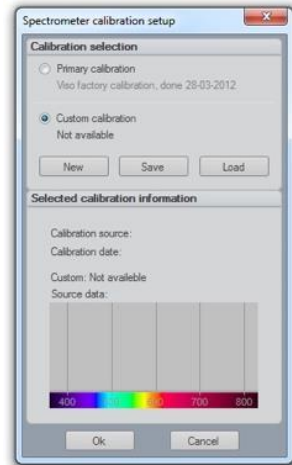 Spectrometer calibration setup
Calibration selection
Primary calibration
Viso factory calibration, done 28-03-2012
Custom calibration
Not available
New Save Load
Selected calibration information
Calibration source:
Calibration date:
Custom: Not available
Source data:
400 700 800
Ok Cancel